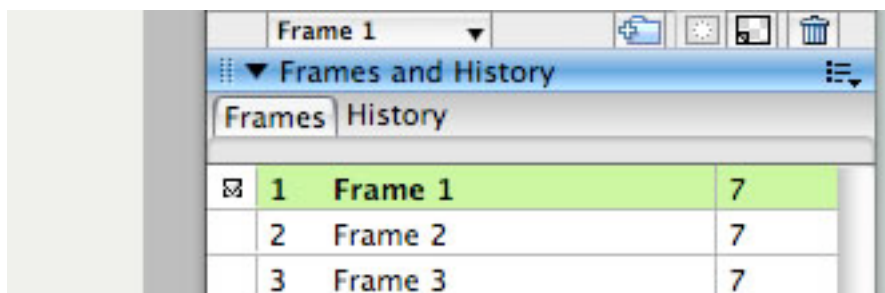 Frame 1
Frames and History
Frames History
1 Frame 1 7
2 Frame 2 7
3 Frame 3 7